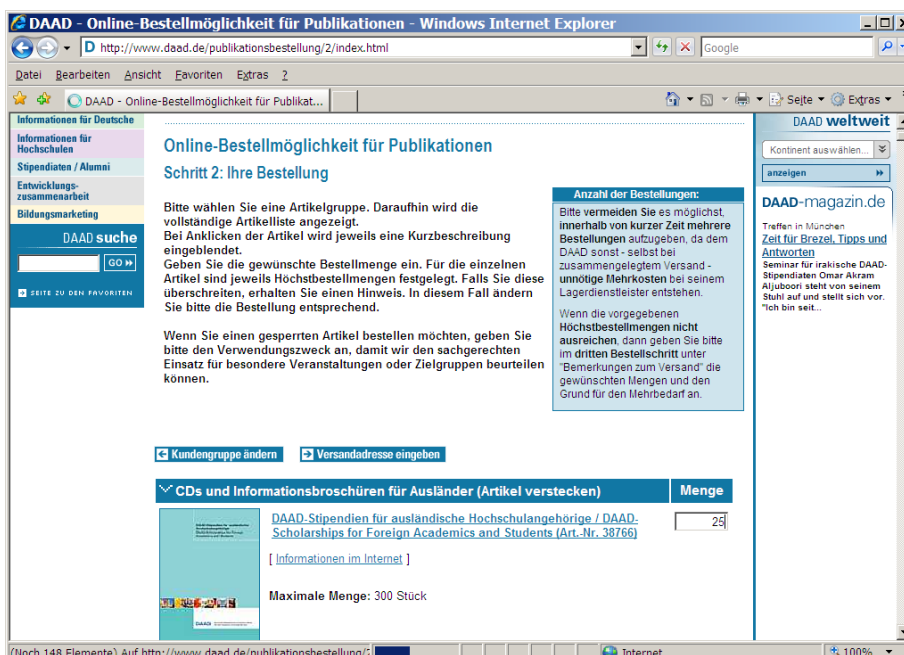 DAAD - Online-Bestellmöglichkeit für Publikationen - Windows Internet Explorer
http://www.daad.de/publikationsbestellung/2/index.html
Google
Datei Bearbeiten Ansicht Favoriten Extras ?
DAAD - Online-Bestellmöglichkeit für Publikat...
Seite Extras
Informationen für Deutsche
Informationen für
Hochschulen
Stipendiaten / Alumni
Entwicklungs-
zusammenarbeit
Bildungsmarketing
DAAD suche
GO
SEITE ZU DEN FAVORITEN
Online-Bestellmöglichkeit für Publikationen
Schritt 2: Ihre Bestellung
Bitte wählen Sie eine Artikelgruppe. Daraufhin wird die
vollständige Artikelliste angezeigt.
Bei Anklicken der Artikel wird jeweils eine Kurzbeschreibung
eingeblendet.
Geben Sie die gewünschte Bestellmenge ein. Für die einzelnen
Artikel sind jeweils Höchstbestellmengen festgelegt. Falls Sie diese
überschreiten, erhalten Sie einen Hinweis. In diesem Fall ändern
Sie bitte die Bestellung entsprechend.
Wenn Sie einen gesperrten Artikel bestellen möchten, geben Sie
bitte den Verwendungszweck an, damit wir den sachgerechten
Einsatz für besondere Veranstaltungen oder Zielgruppen beurteilen
können.
Anzahl der Bestellungen:
Bitte vermeiden Sie es möglichst,
innerhalb von kurzer Zeit mehrere
Bestellungen aufzugeben, da dem
DAAD sonst - selbst bei
zusammengelegtem Versand -
unnötige Mehrkosten bei seinem
Lagerdienstleister entstehen.
Wenn die vorgegebenen
Höchstbestellmengen nicht
ausreichen, dann geben Sie bitte
im dritten Bestellschritt unter
"Bemerkungen zum Versand" die
gewünschten Mengen und den
Grund für den Mehrbedarf an.
DAAD weltweit
Kontinent auswählen...
anzeigen
DAAD-magazin.de
Treffen in München
Zeit für Brezel, Tipps und
Antworten
Seminar für irakische DAAD-
Stipendiaten Omar Akram
Aljuboori steht von seinem
Stuhl auf und stellt sich vor.
"Ich bin seit...
Kundengruppe ändern Versandadresse eingeben
CDs und Informationsbroschüren für Ausländer (Artikel verstecken) Menge
DAAD-Stipendien für ausländische Hochschulangehörige / DAAD-
Scholarships for Foreign Academics and Students (Art.-Nr. 38766)
25
[ Informationen im Internet ]
Maximale Menge: 300 Stück
DAAD
(Noch 148 Elemente) Auf http://www.daad.de/publikationsbestellung/2
Internet
100%